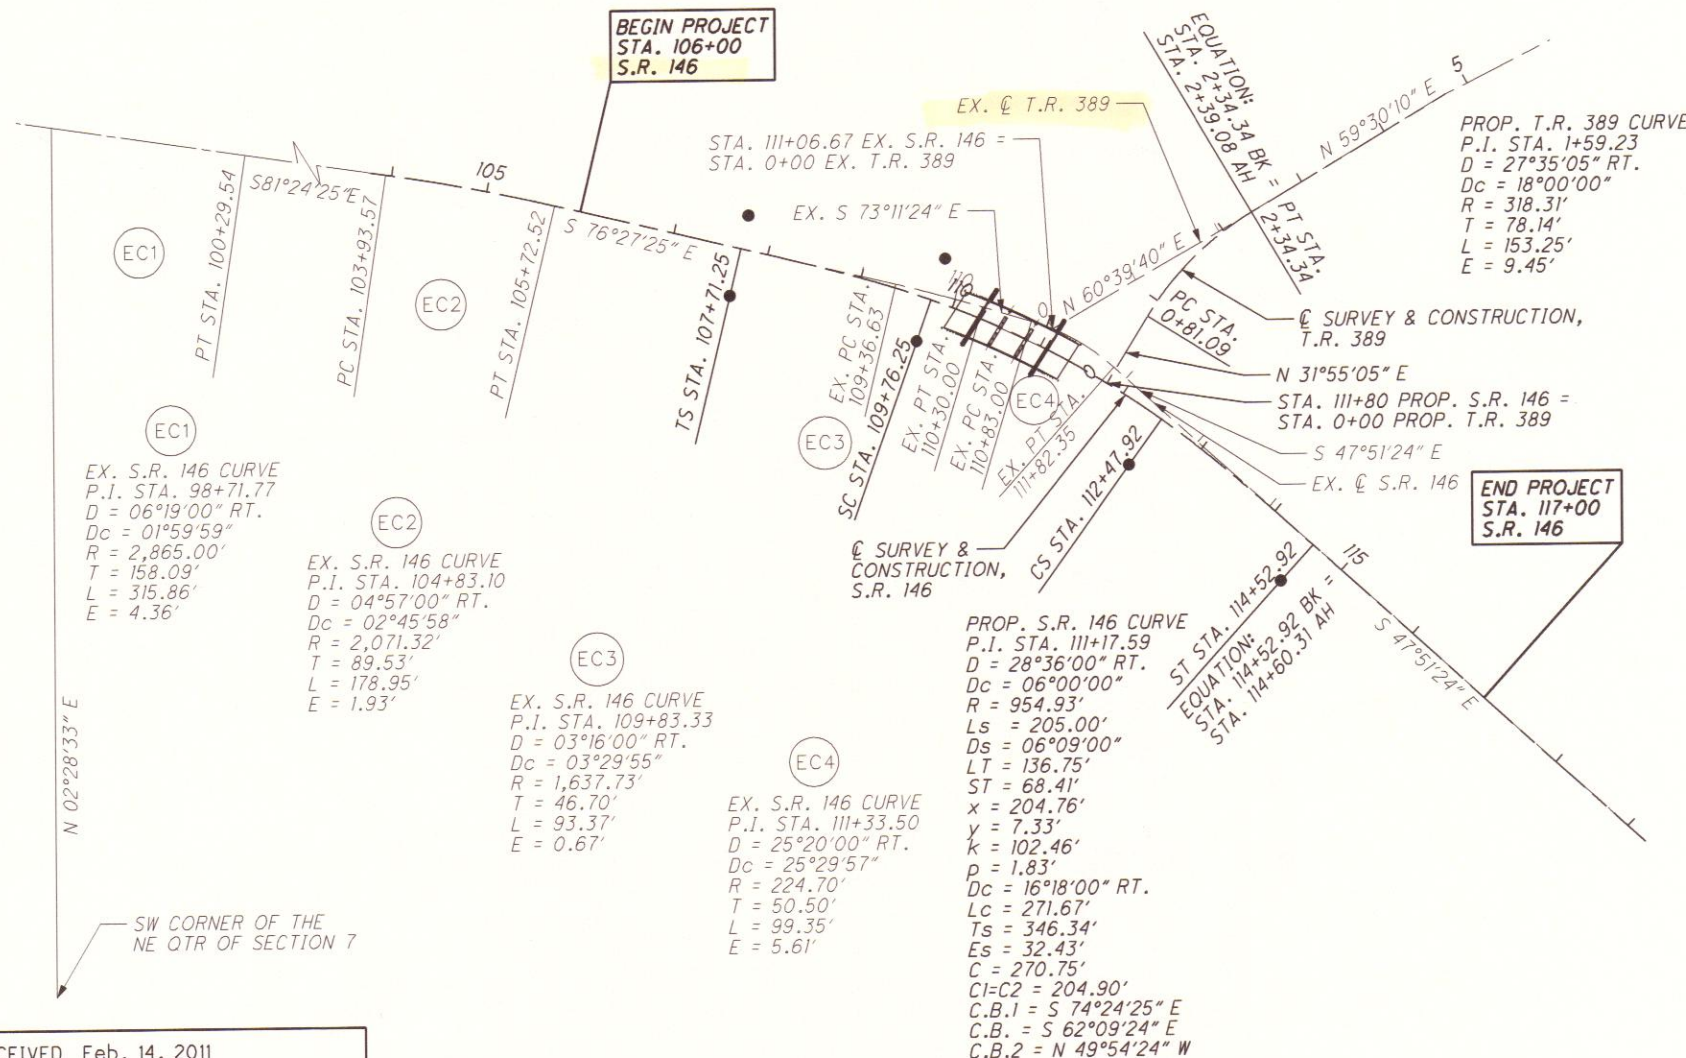 BEGIN PROJECT
STA. 106+00
S.R. 146
EX. ℄ T.R. 389
STA. 111+06.67 EX. S.R. 146 =
STA. 0+00 EX. T.R. 389
EX. S 73°11'24" E
EQUATION:
STA. 2+34.34 BK =
STA. 2+39.08 AH
PT STA.
2+34.34
N 59°30'10" E
5
PROP. T.R. 389 CURVE
P.I. STA. 1+59.23
D = 27°35'05" RT.
Dc = 18°00'00"
R = 318.31'
T = 78.14'
L = 153.25'
E = 9.45'
105
S81°24'25"E
S 76°27'25" E
EC1
PT STA. 100+29.54
PC STA. 103+93.57
EC2
PT STA. 105+72.52
TS STA. 107+71.25
EX. PC STA.
109+36.63
EC3
SC STA. 109+76.25
110
110
EX. PT STA.
110+30.00
EX. PC STA.
110+83.00
EC4
EX. PT STA.
111+82.35
0
N 60°39'40" E
0
PC STA.
0+81.09
℄ SURVEY & CONSTRUCTION,
T.R. 389
N 31°55'05" E
STA. 111+80 PROP. S.R. 146 =
STA. 0+00 PROP. T.R. 389
S 47°51'24" E
EX. ℄ S.R. 146
END PROJECT
STA. 117+00
S.R. 146
℄ SURVEY &
CONSTRUCTION,
S.R. 146
CS STA. 112+47.92
ST STA. 114+52.92
EQUATION:
STA. 114+52.92 BK =
STA. 114+60.31 AH
115
S 47°51'24" E
EC1
EX. S.R. 146 CURVE
P.I. STA. 98+71.77
D = 06°19'00" RT.
Dc = 01°59'59"
R = 2,865.00'
T = 158.09'
L = 315.86'
E = 4.36'
EC2
EX. S.R. 146 CURVE
P.I. STA. 104+83.10
D = 04°57'00" RT.
Dc = 02°45'58"
R = 2,071.32'
T = 89.53'
L = 178.95'
E = 1.93'
EC3
EX. S.R. 146 CURVE
P.I. STA. 109+83.33
D = 03°16'00" RT.
Dc = 03°29'55"
R = 1,637.73'
T = 46.70'
L = 93.37'
E = 0.67'
EC4
EX. S.R. 146 CURVE
P.I. STA. 111+33.50
D = 25°20'00" RT.
Dc = 25°29'57"
R = 224.70'
T = 50.50'
L = 99.35'
E = 5.61'
PROP. S.R. 146 CURVE
P.I. STA. 111+17.59
D = 28°36'00" RT.
Dc = 06°00'00"
R = 954.93'
Ls = 205.00'
Ds = 06°09'00"
LT = 136.75'
ST = 68.41'
x = 204.76'
y = 7.33'
k = 102.46'
p = 1.83'
Dc = 16°18'00" RT.
Lc = 271.67'
Ts = 346.34'
Es = 32.43'
C = 270.75'
C1=C2 = 204.90'
C.B.1 = S 74°24'25" E
C.B. = S 62°09'24" E
C.B.2 = N 49°54'24" W
N 02°28'33" E
SW CORNER OF THE
NE QTR OF SECTION 7
CEIVED Feb. 14, 2011